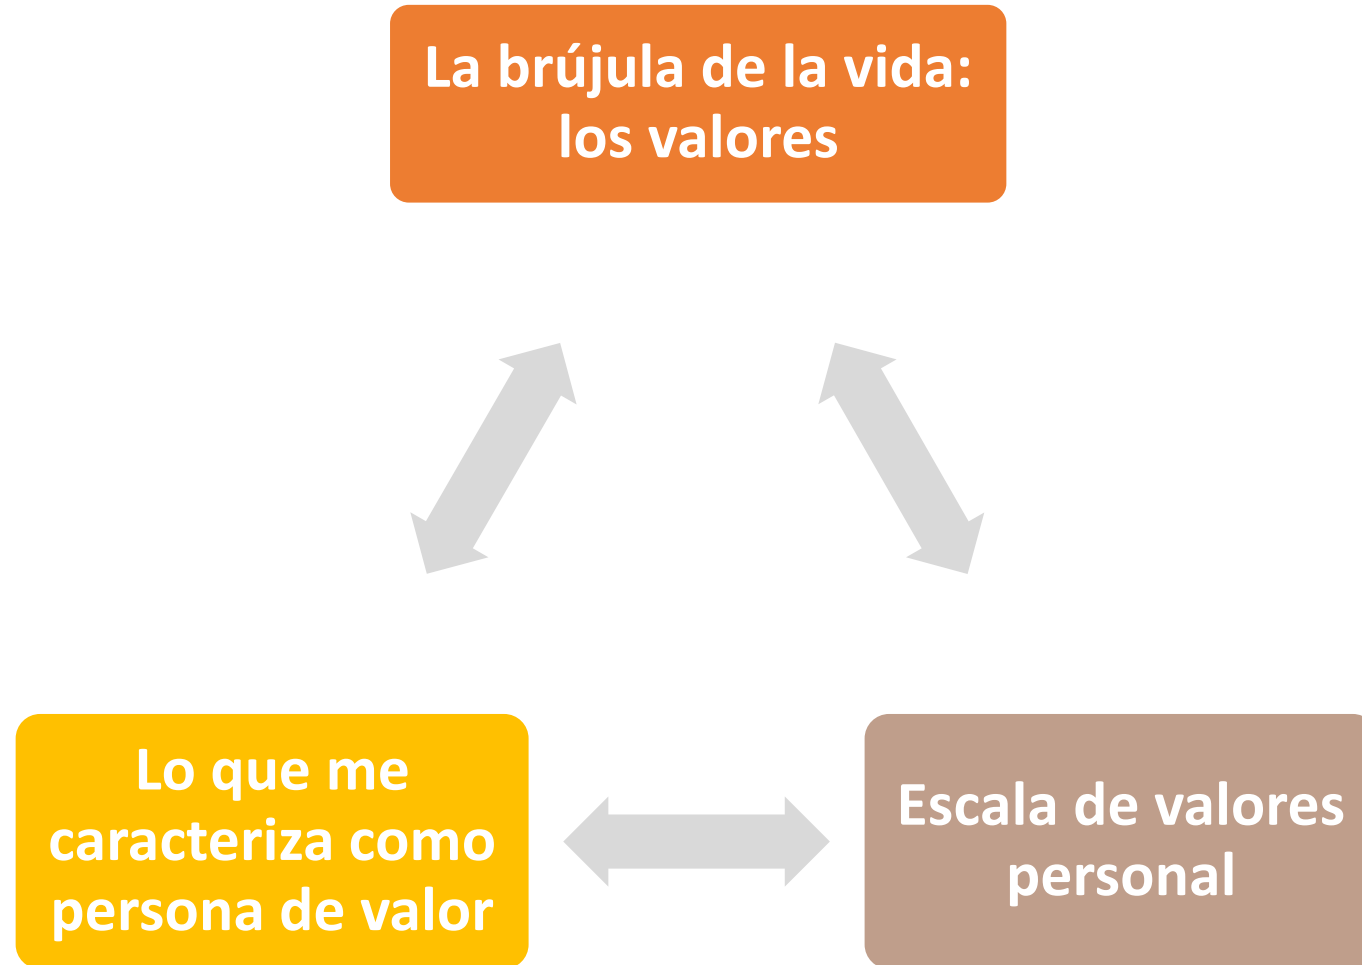 La brújula de la vida:
los valores
Lo que me
caracteriza como
persona de valor
Escala de valores
personal